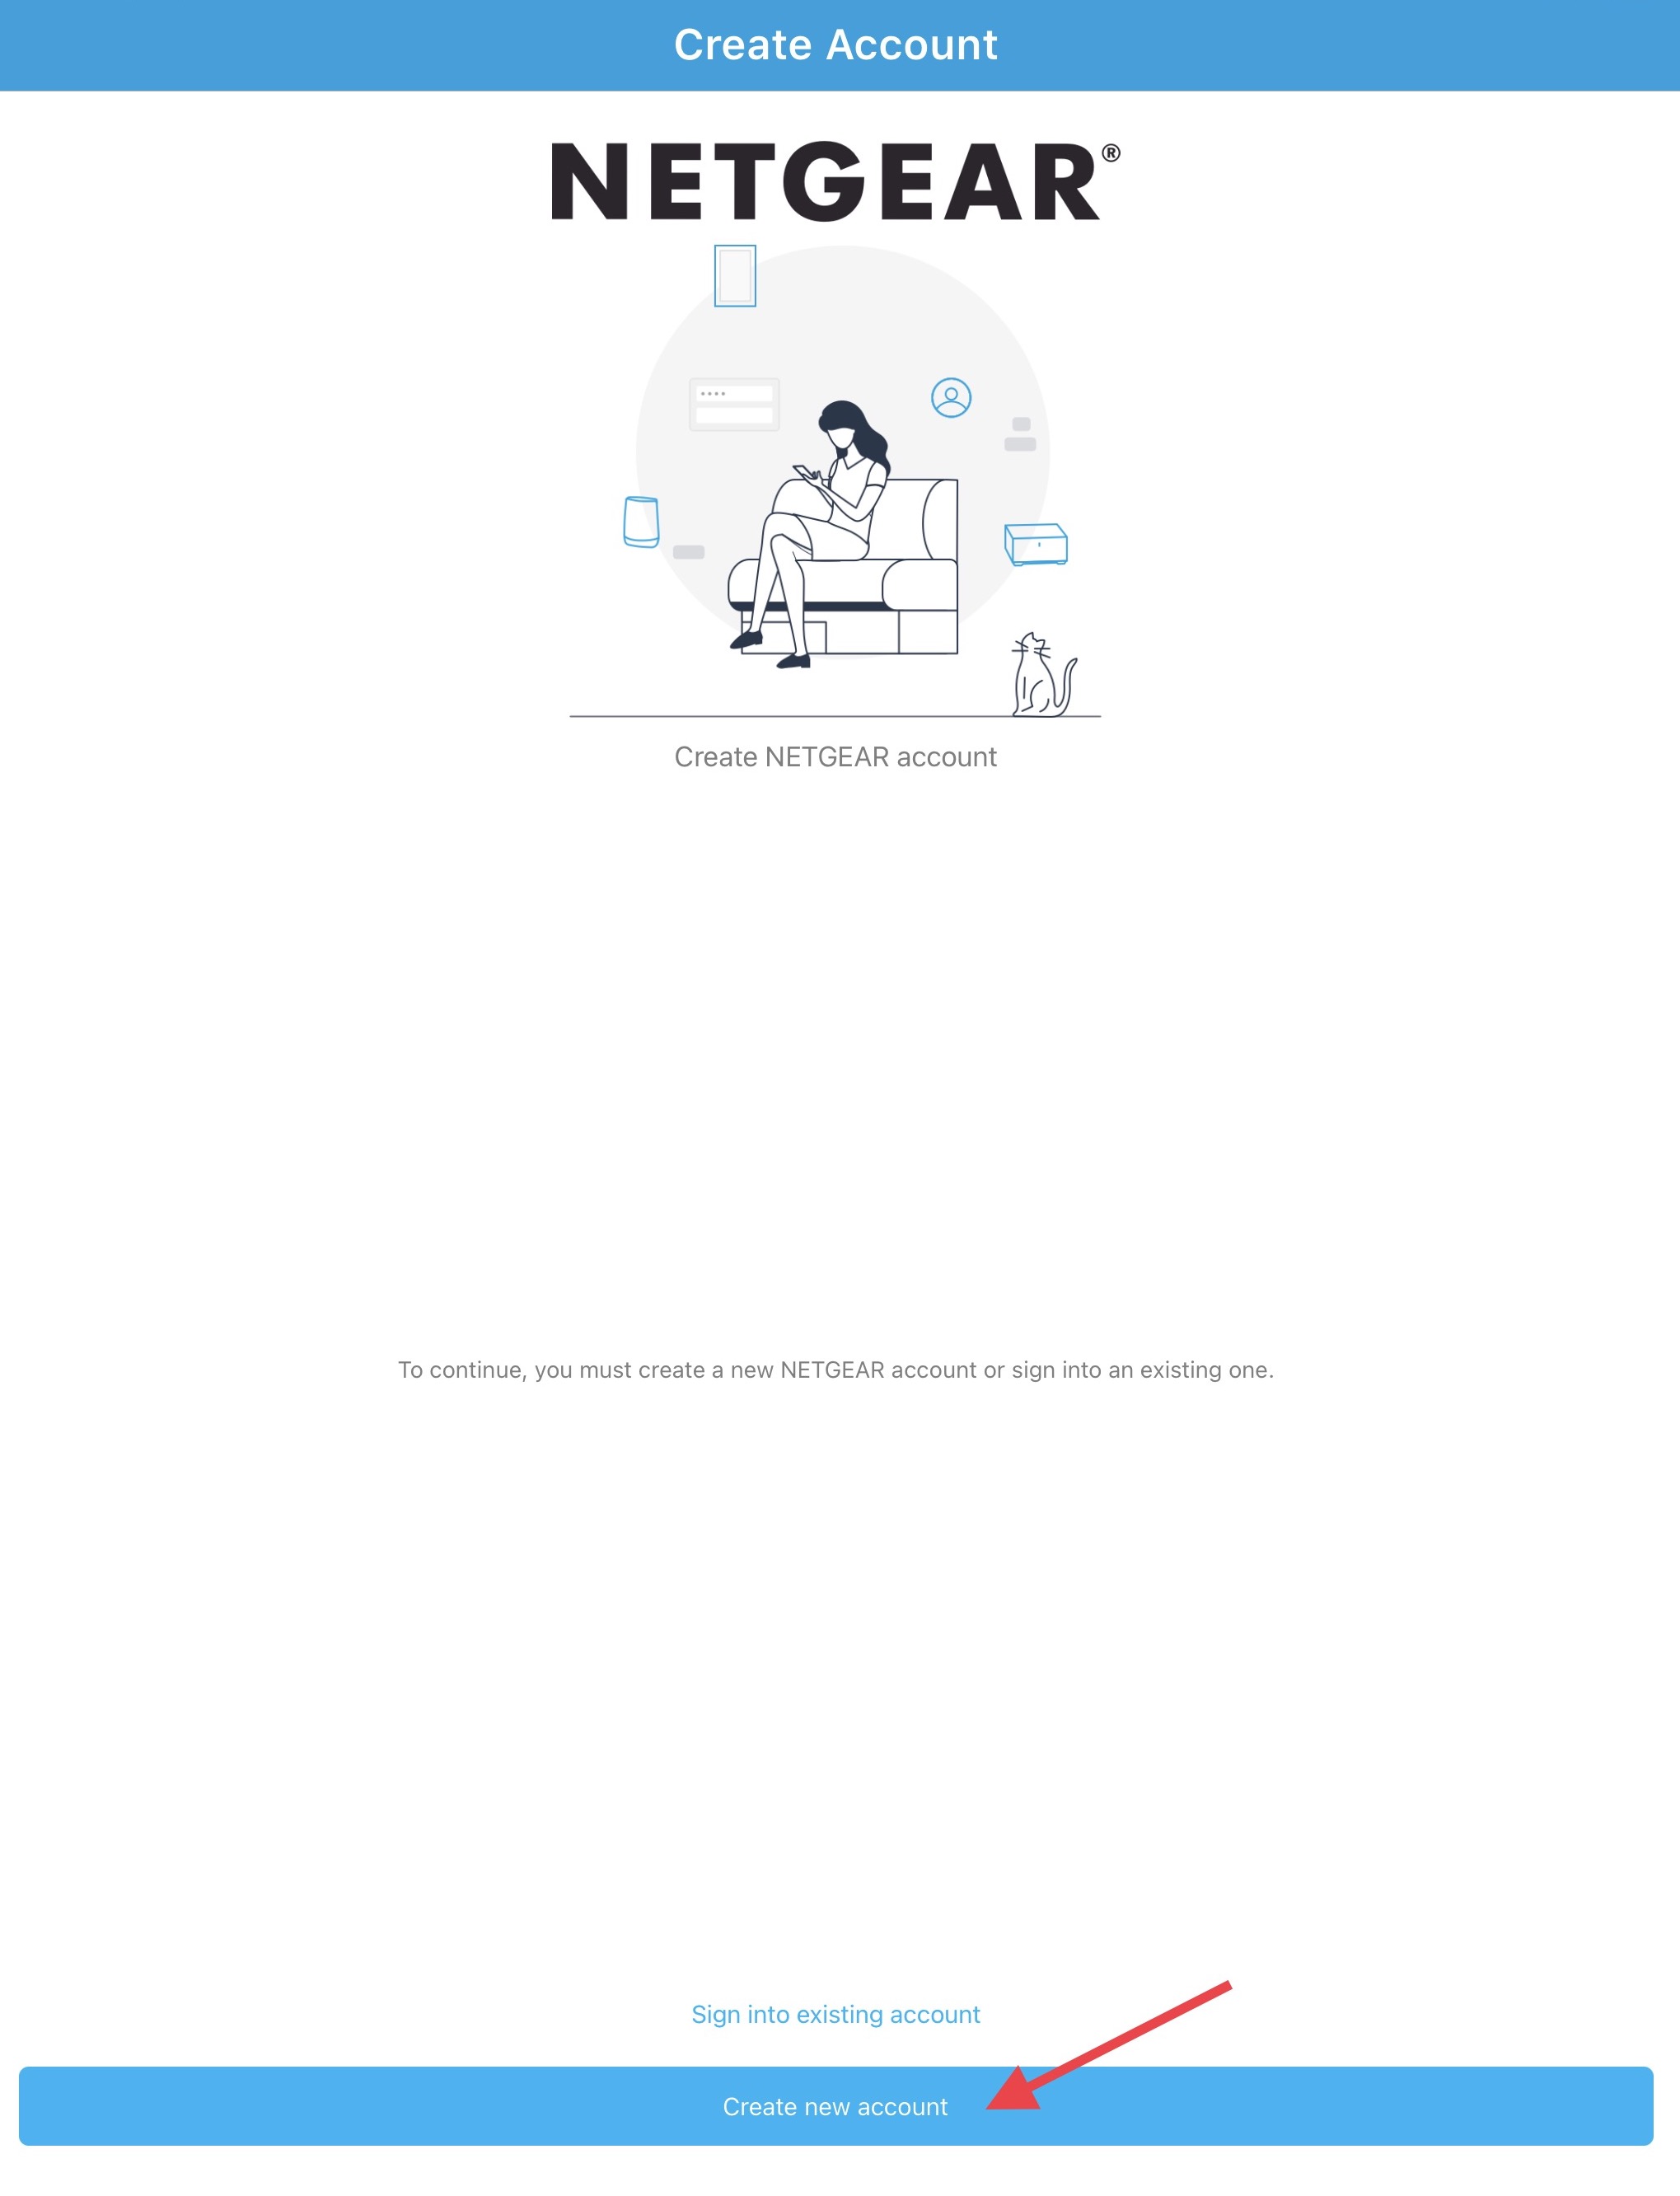 Create Account
NETGEAR®
Create NETGEAR account
To continue, you must create a new NETGEAR account or sign into an existing one.
Sign into existing account
Create new account